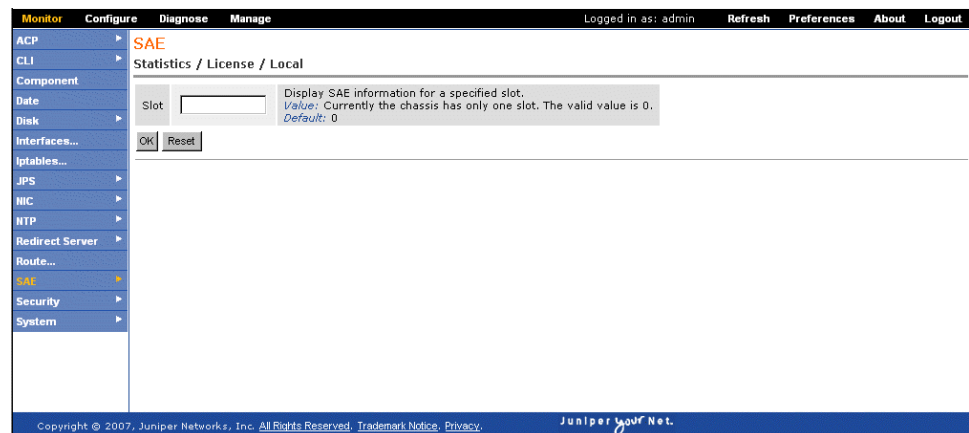 Monitor Configure Diagnose Manage Logged in as: admin Refresh Preferences About Logout
ACP
CLI
Component
Date
Disk
Interfaces...
Iptables...
JPS
NIC
NTP
Redirect Server
Route...
SAE
Security
System
SAE
Statistics / License / Local
Slot
Display SAE information for a specified slot.
Value: Currently the chassis has only one slot. The valid value is 0.
Default: 0
OK Reset
Copyright © 2007, Juniper Networks, Inc. All Rights Reserved. Trademark Notice. Privacy.
Juniper your Net.